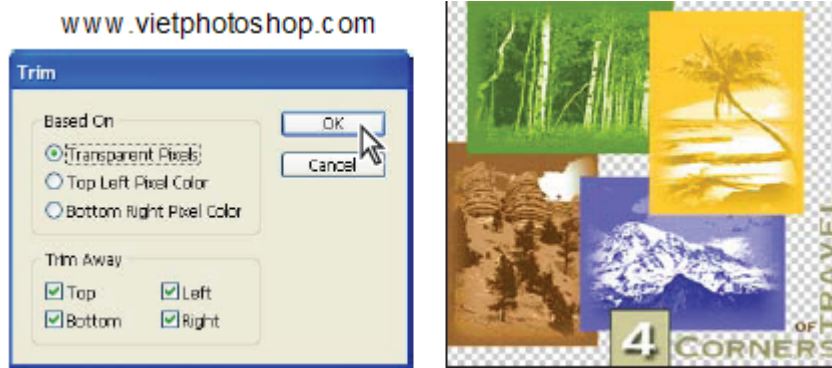 www.vietphotoshop.com
Trim
Based On
Transparent Pixels
Top Left Pixel Color
Bottom Right Pixel Color
OK
Cancel
Trim Away
Top
Left
Bottom
Right
4 CORNERS
OF
TRAVEL